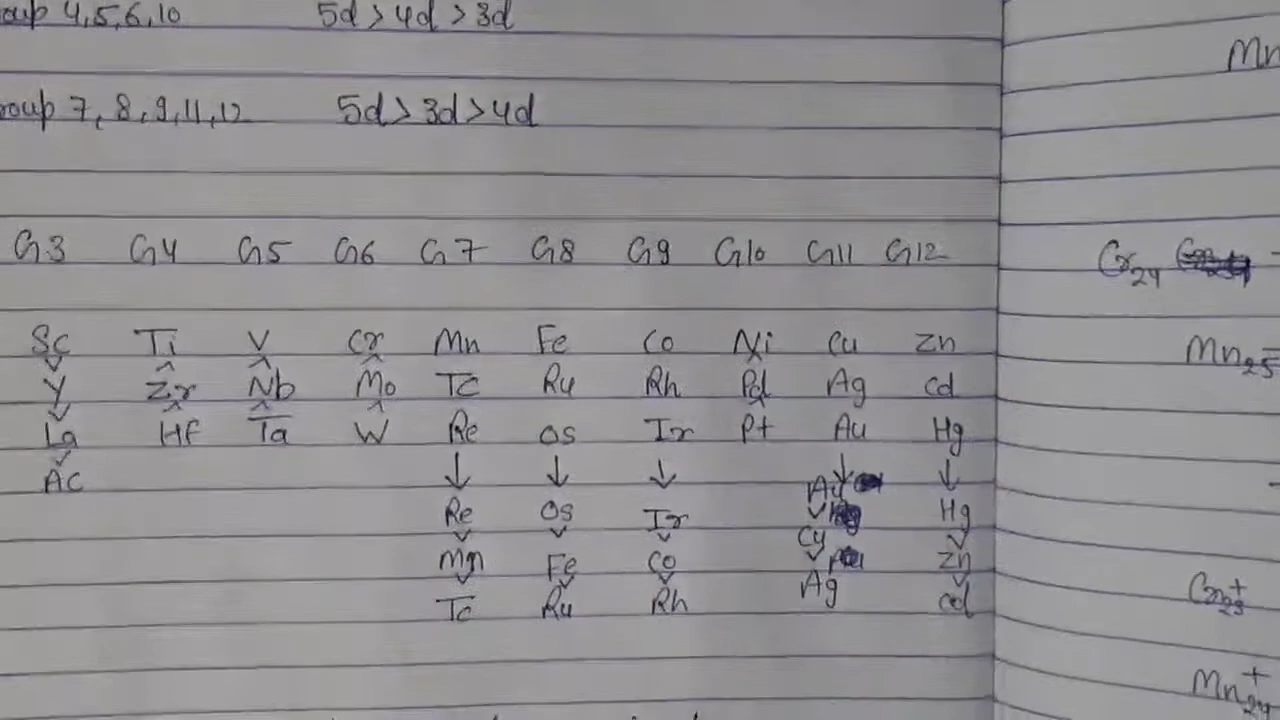 oup 4,5,6,10 5d > 4d > 3d
roup 7, 8, 9, 11, 12 5d > 3d > 4d
G3 G4 G5 G6 G7 G8 G9 G10 G11 G12
Sc Ti V Cr Mn Fe Co Ni Cu Zn
Y Zr Nb Mo Tc Ru Rh Pd Ag Cd
La Hf Ta W Re Os Ir Pt Au Hg
Ac ↓ ↓ ↓ ↓ ↓
Re Os Ir Au Hg
Mn Fe Co Cu Zn
Tc Ru Rh Ag Cd
Mn
Cr24
Mn25
Mn24+